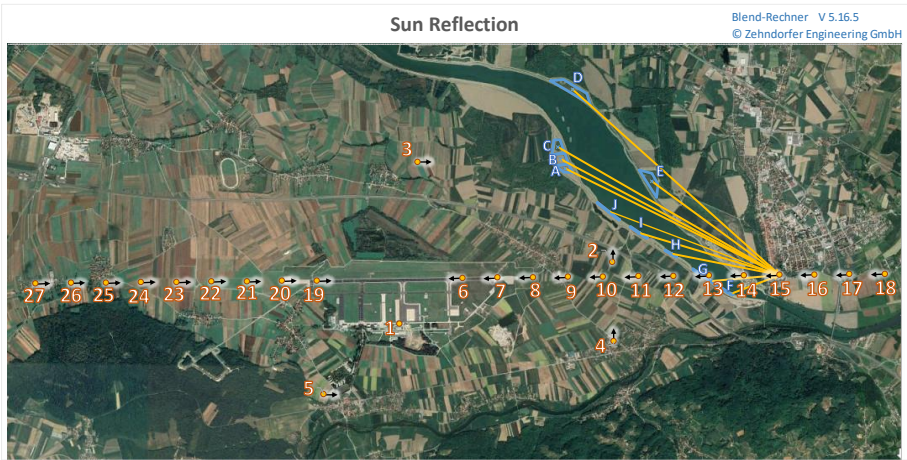 Sun Reflection
Blend-Rechner V 5.16.5
© Zehndorfer Engineering GmbH
D
3
C
B
A
E
J
I
2
H
G
F
27
26
25
24
23
22
21
20
19
6
7
8
9
10
11
12
13
14
15
16
17
18
1
4
5